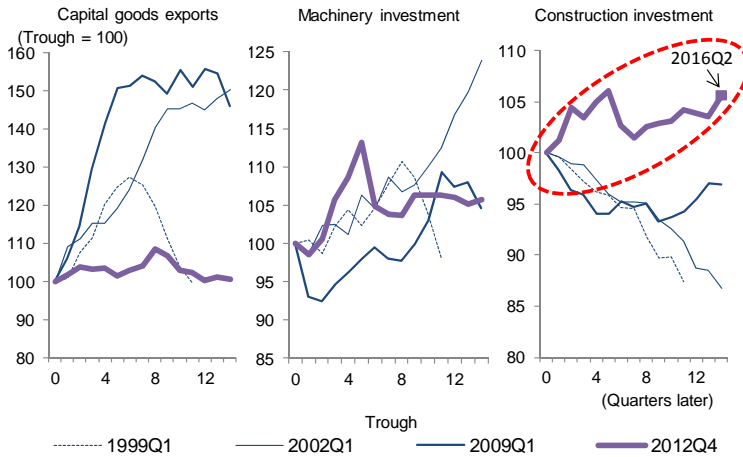 Capital goods exports
(Trough = 100)
160
150
140
130
120
110
100
90
80
0 4 8 12
Machinery investment
125
120
115
110
105
100
95
90
85
0 4 8 12
Construction investment
110
105
100
95
90
85
80
2016Q2
0 4 8 12
(Quarters later)
Trough
1999Q1 2002Q1 2009Q1 2012Q4